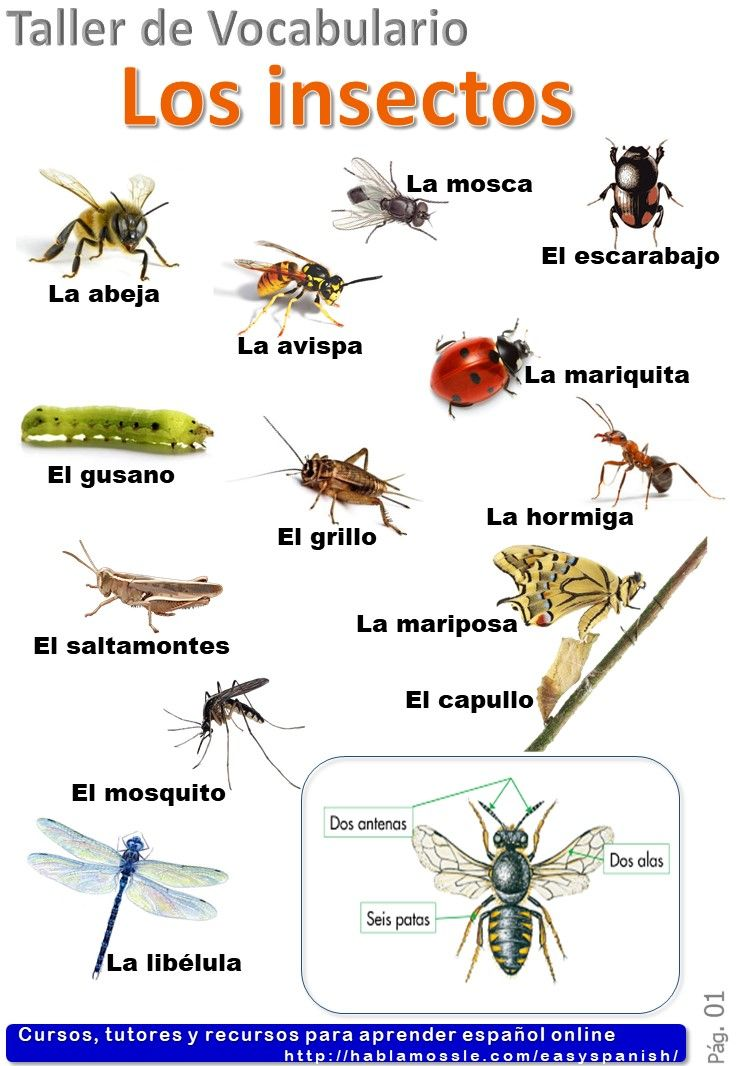 Taller de Vocabulario
Los insectos
La mosca
El escarabajo
La abeja
La avispa
La mariquita
El gusano
La hormiga
El grillo
La mariposa
El saltamontes
El capullo
El mosquito
Dos antenas
Dos alas
Seis patas
La libélula
Cursos, tutores y recursos para aprender español online
http://hablamossle.com/easyspanish/
Pág. 01